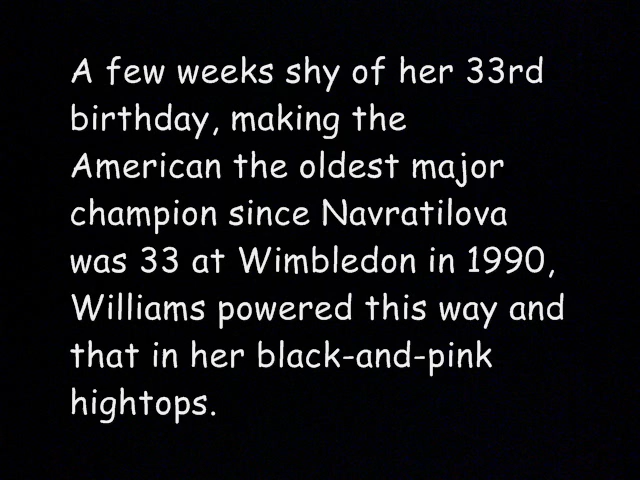 A few weeks shy of her 33rd
birthday, making the
American the oldest major
champion since Navratilova
was 33 at Wimbledon in 1990,
Williams powered this way and
that in her black-and-pink
hightops.